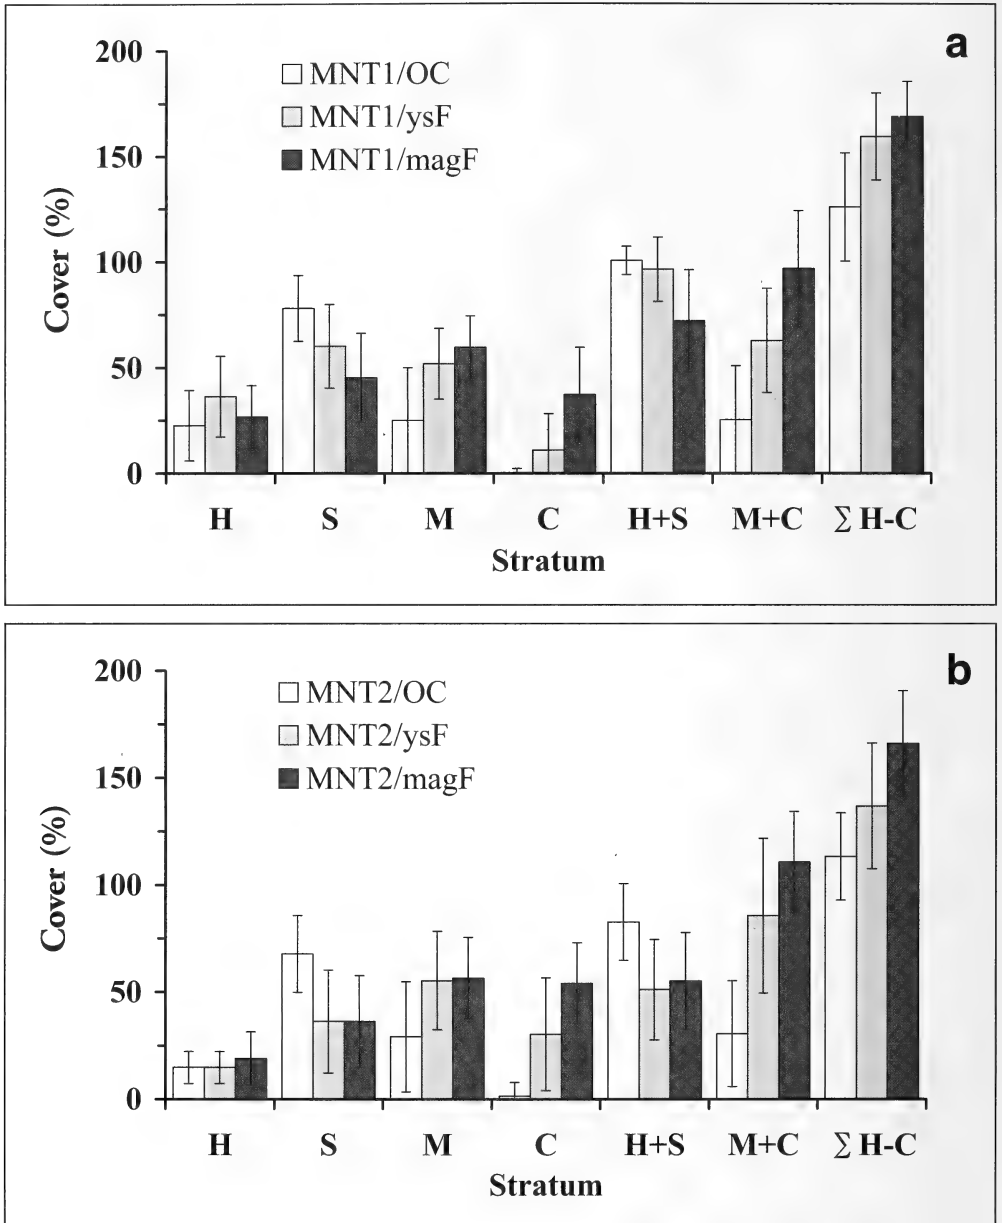 a
200
150
100
50
0
Cover (%)
MNT1/OC
MNT1/ysF
MNT1/magF
H S M C H+S M+C ∑ H-C
Stratum
b
200
150
100
50
0
Cover (%)
MNT2/OC
MNT2/ysF
MNT2/magF
H S M C H+S M+C ∑ H-C
Stratum